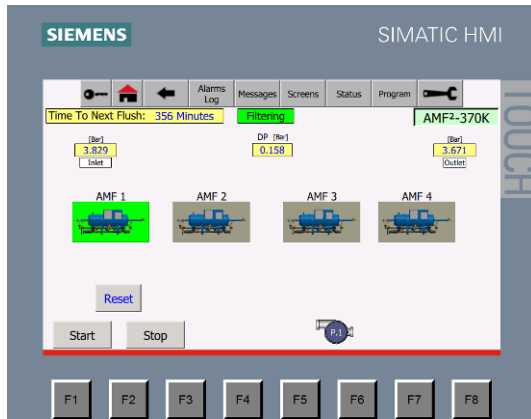 SIEMENS
SIMATIC HMI
TOUCH
Alarms
Log
Messages
Screens
Status
Program
Time To Next Flush: 356 Minutes
Filtering
AMF²-370K
[Bar]
3.829
Inlet
DP [Bar]
0.158
[Bar]
3.671
Outlet
AMF 1
AMF 2
AMF 3
AMF 4
Reset
Start
Stop
P.1
F1
F2
F3
F4
F5
F6
F7
F8